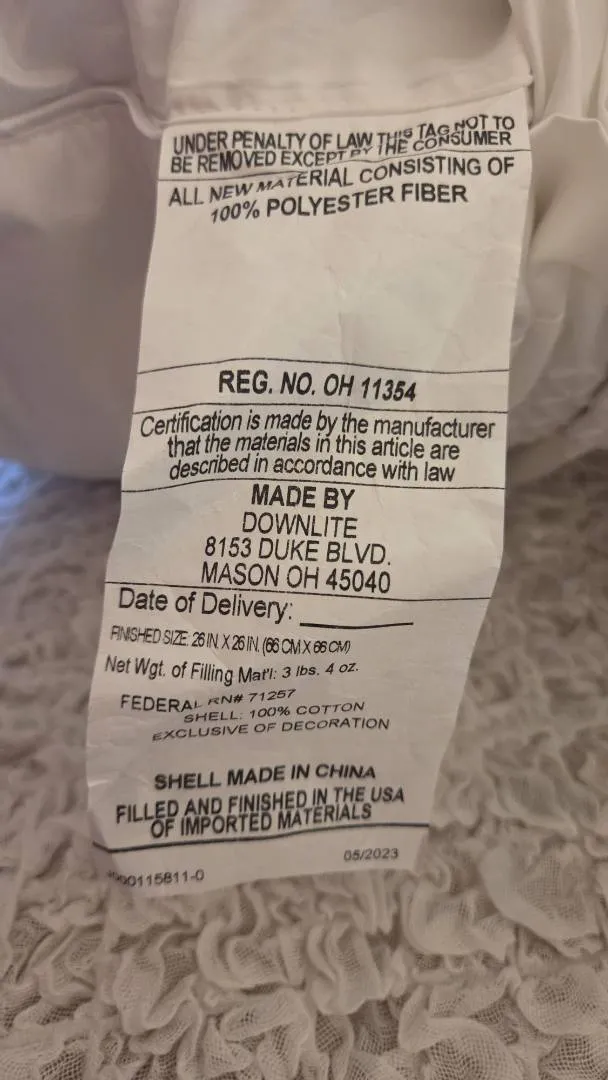 UNDER PENALTY OF LAW THIS TAG NOT TO
BE REMOVED EXCEPT BY THE CONSUMER
ALL NEW MATERIAL CONSISTING OF
100% POLYESTER FIBER
REG. NO. OH 11354
Certification is made by the manufacturer
that the materials in this article are
described in accordance with law
MADE BY
DOWNLITE
8153 DUKE BLVD.
MASON OH 45040
Date of Delivery:
FINISHED SIZE: 26 IN. X 26 IN. (66 CM X 66 CM)
Net Wgt. of Filling Mat'l: 3 lbs. 4 oz.
FEDERAL RN# 71257
SHELL: 100% COTTON
EXCLUSIVE OF DECORATION
SHELL MADE IN CHINA
FILLED AND FINISHED IN THE USA
OF IMPORTED MATERIALS
05/2023